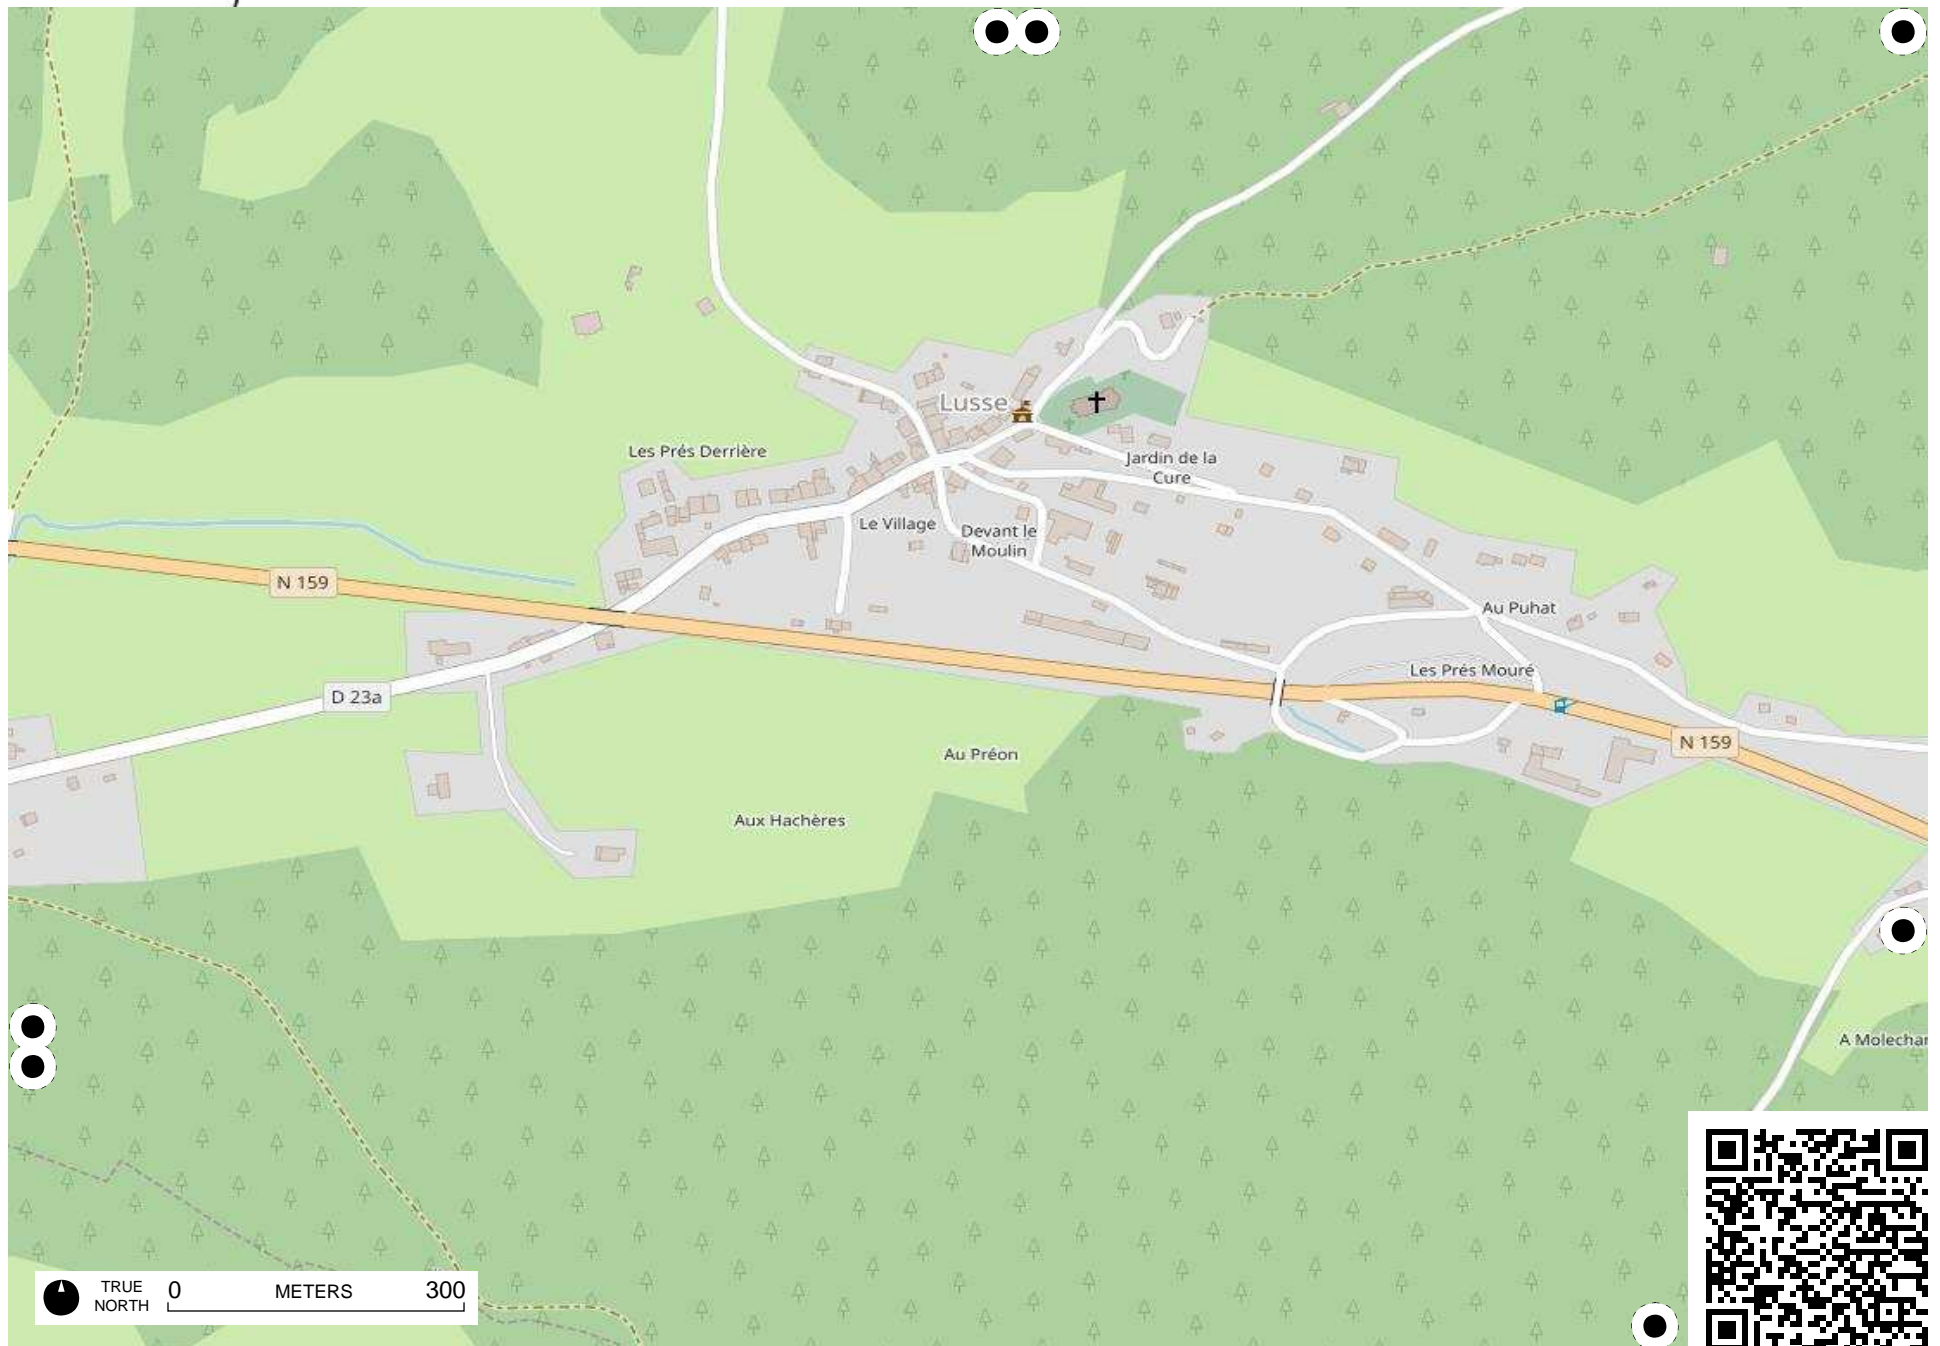 Lusse
Les Prés Derrière
Jardin de la
Cure
Le Village
Devant le
Moulin
N 159
Au Puhat
Les Prés Mouré
D 23a
N 159
Au Préon
Aux Hachères
A Molechar
TRUE
NORTH
0 METERS 300